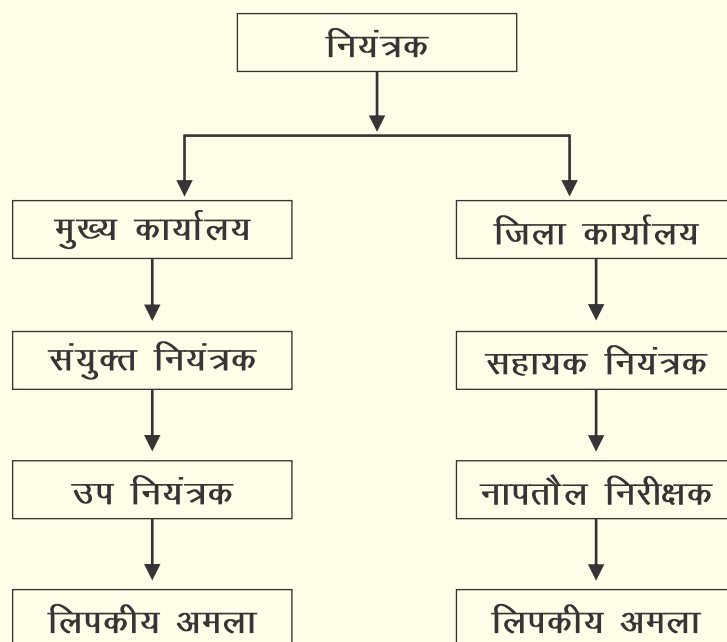 नियंत्रक
मुख्य कार्यालय
जिला कार्यालय
संयुक्त नियंत्रक
सहायक नियंत्रक
उप नियंत्रक
नापतौल निरीक्षक
लिपकीय अमला
लिपकीय अमला